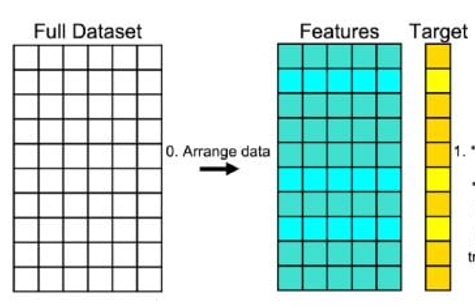 Full Dataset
Features
Target
0. Arrange data
1.